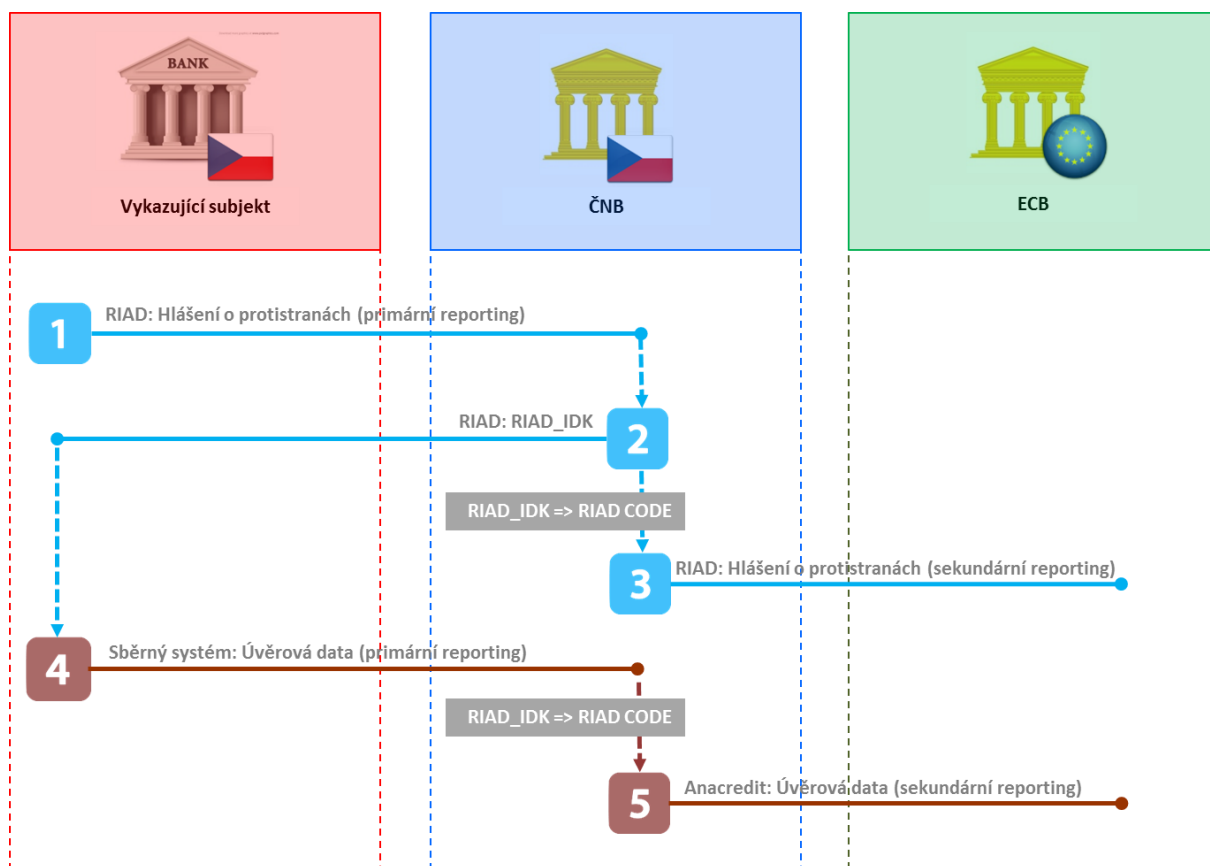 BANK
Vykazující subjekt
ČNB
ECB
RIAD: Hlášení o protistranách (primární reporting)
1
RIAD: RIAD_IDK
2
RIAD_IDK => RIAD CODE
RIAD: Hlášení o protistranách (sekundární reporting)
3
Sběrný systém: Úvěrová data (primární reporting)
4
RIAD_IDK => RIAD CODE
Anacredit: Úvěrová data (sekundární reporting)
5